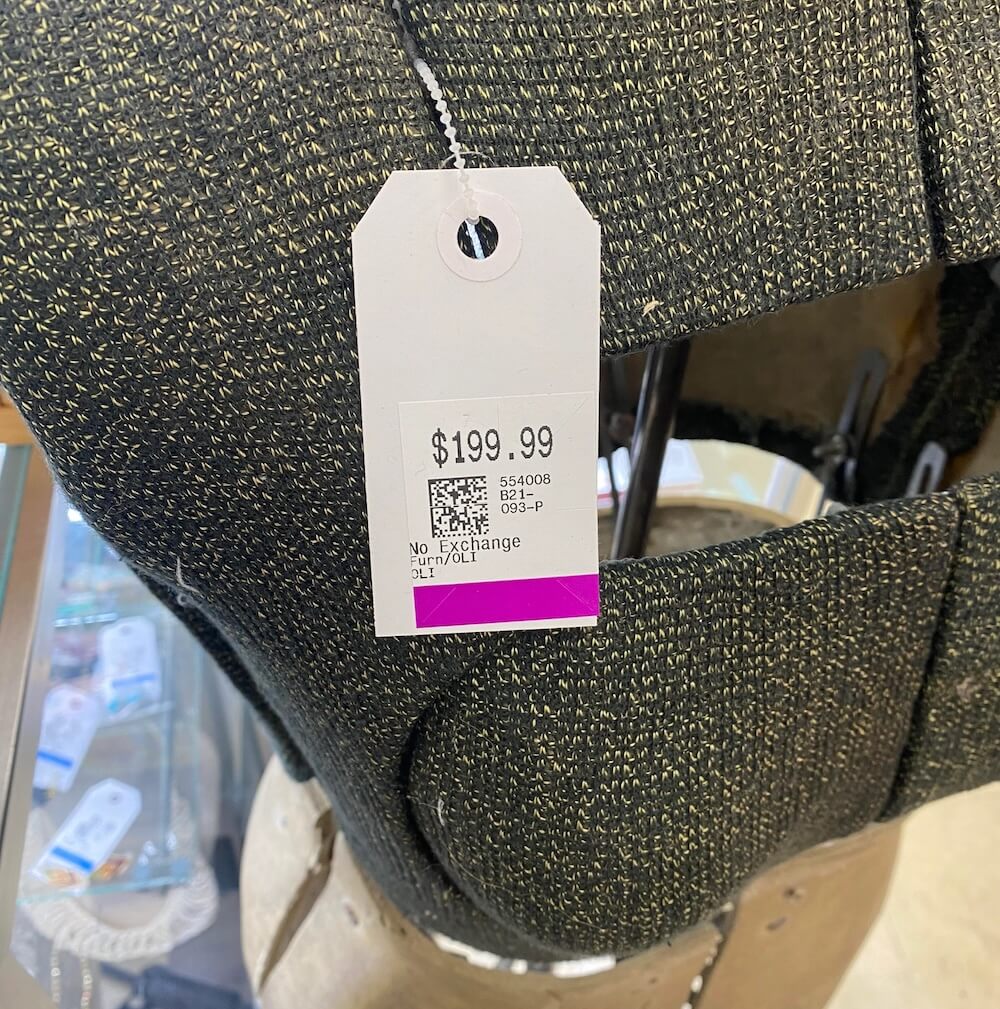 $199.99
554008
B21-
093-P
No Exchange
Furn/OLI
OLI